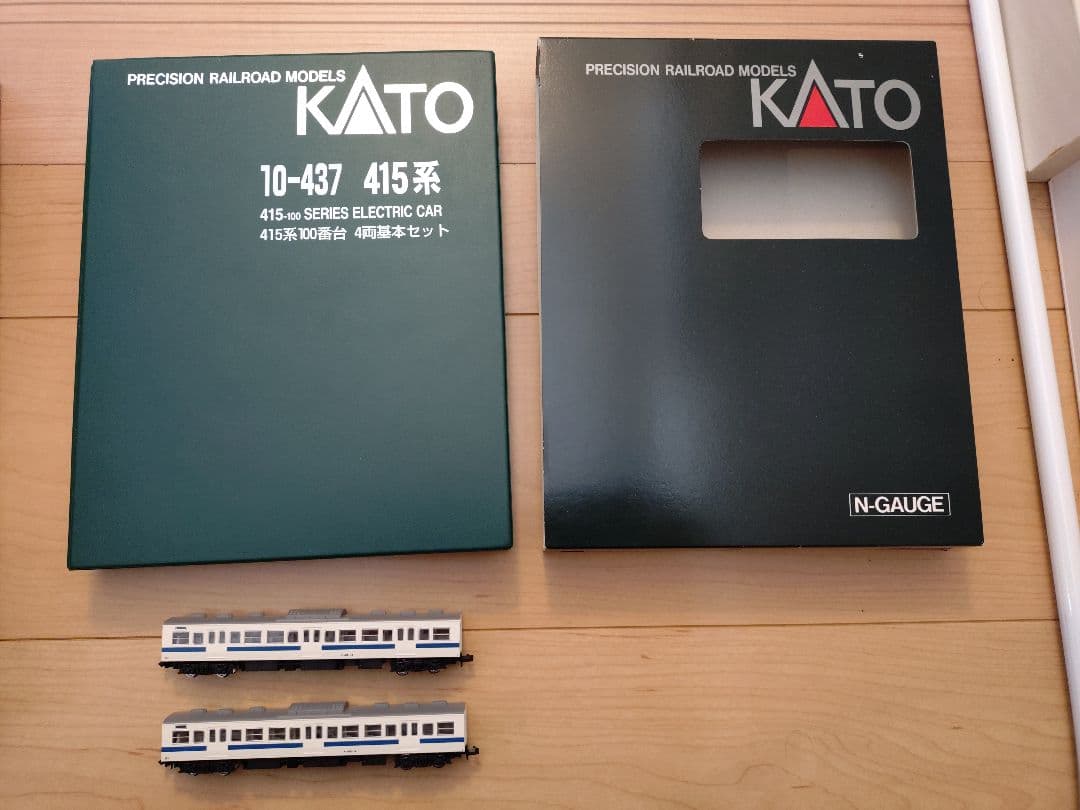 PRECISION RAILROAD MODELS
KATO
10-437 415系
415-100 SERIES ELECTRIC CAR
415系100番台 4両基本セット
PRECISION RAILROAD MODELS
KATO
N-GAUGE